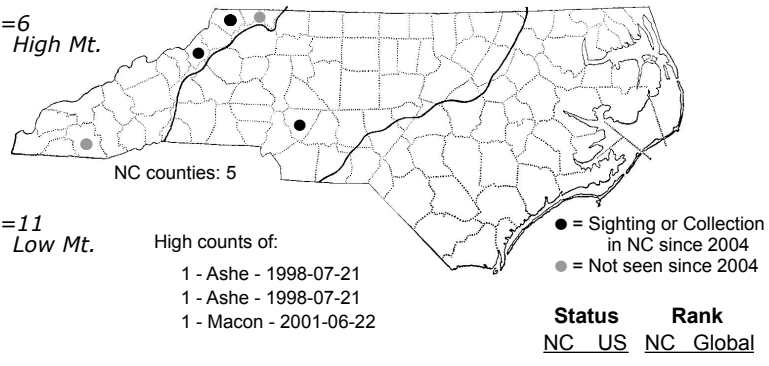 =6
High Mt.
NC counties: 5
=11
Low Mt.
High counts of:
1 - Ashe - 1998-07-21
1 - Ashe - 1998-07-21
1 - Macon - 2001-06-22
● = Sighting or Collection
in NC since 2004
● = Not seen since 2004
Status Rank
NC US NC Global